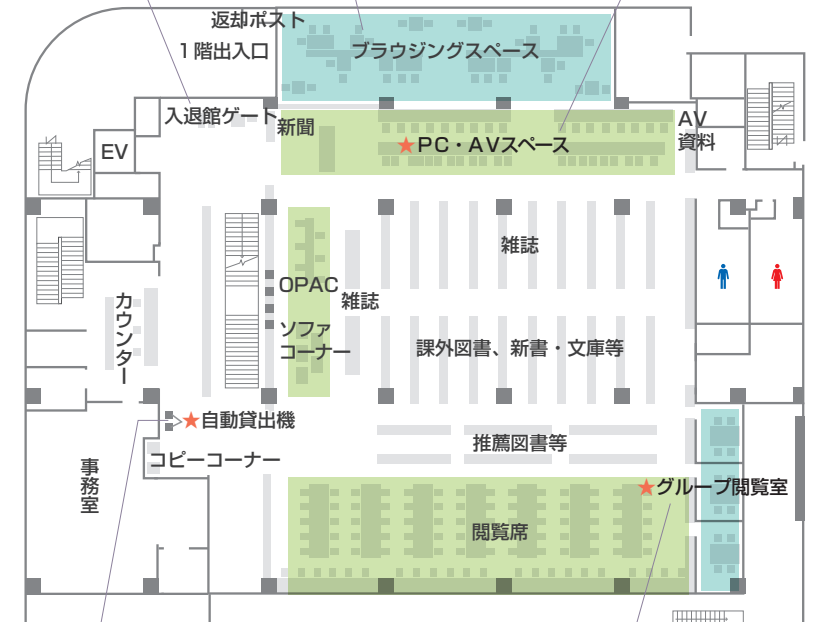 返却ポスト
1階出入口
ブラウジングスペース
入退館ゲート
新聞
★PC・AVスペース
AV
資料
EV
雑誌
OPAC
雑誌
ソファ
コーナー
カウンター
課外図書、新書・文庫等
★自動貸出機
推薦図書等
コピーコーナー
事務室
★グループ閲覧室
閲覧席